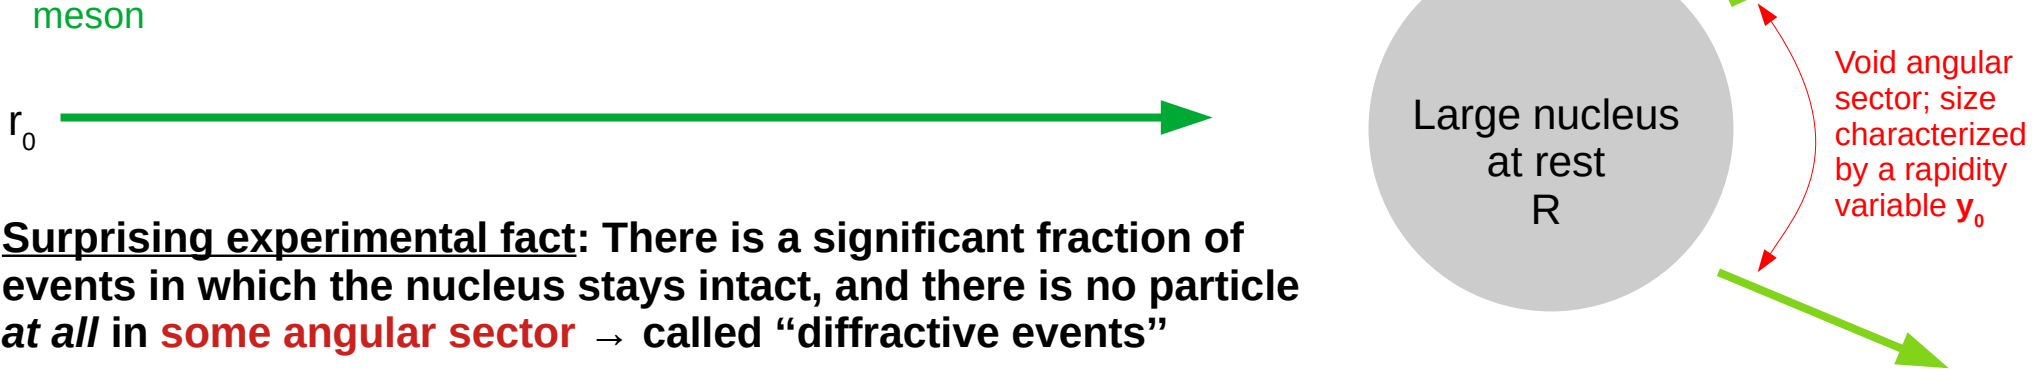 meson
r0
Large nucleus
at rest
R
Void angular
sector; size
characterized
by a rapidity
variable y0
Surprising experimental fact: There is a significant fraction of
events in which the nucleus stays intact, and there is no particle
at all in some angular sector → called “diffractive events”